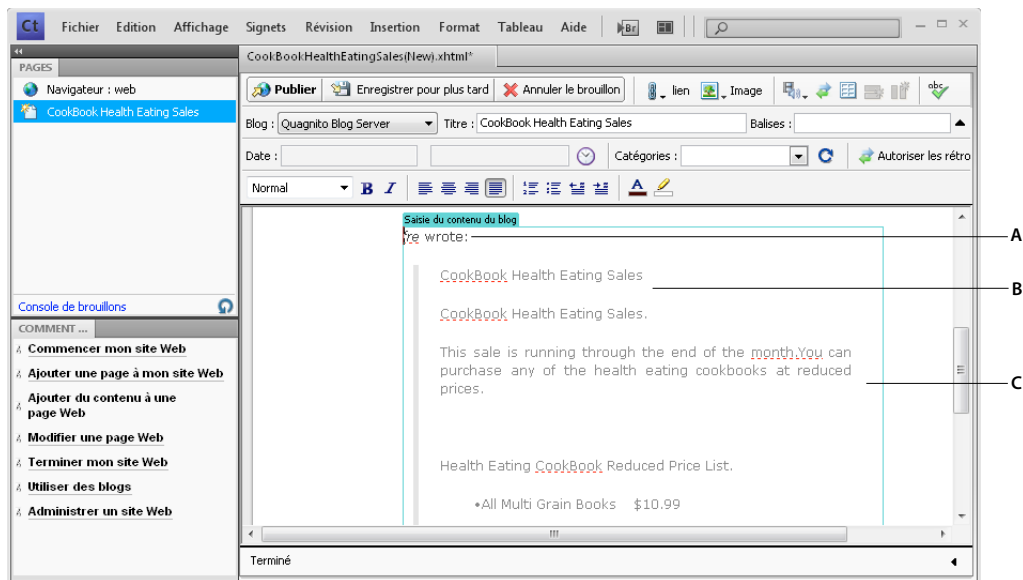 Ct Fichier Edition Affichage Signets Révision Insertion Format Tableau Aide Br
PAGES
Navigateur : web
CookBook Health Eating Sales
Console de brouillons
COMMENT ...
Commencer mon site Web
Ajouter une page à mon site Web
Ajouter du contenu à une
page Web
Modifier une page Web
Terminer mon site Web
Utiliser des blogs
Administrer un site Web
CookBookHealthEatingSales(New).xhtml*
Publier Enregistrer pour plus tard Annuler le brouillon lien Image abc
Blog : Quagnito Blog Server Titre : CookBook Health Eating Sales Balises :
Date : Catégories : Autoriser les rétro
Normal B I A
Saisie du contenu du blog
re wrote:
A
CookBook Health Eating Sales
B
CookBook Health Eating Sales.
This sale is running through the end of the month.You can
purchase any of the health eating cookbooks at reduced
prices.
C
Health Eating CookBook Reduced Price List.
•All Multi Grain Books $10.99
Terminé